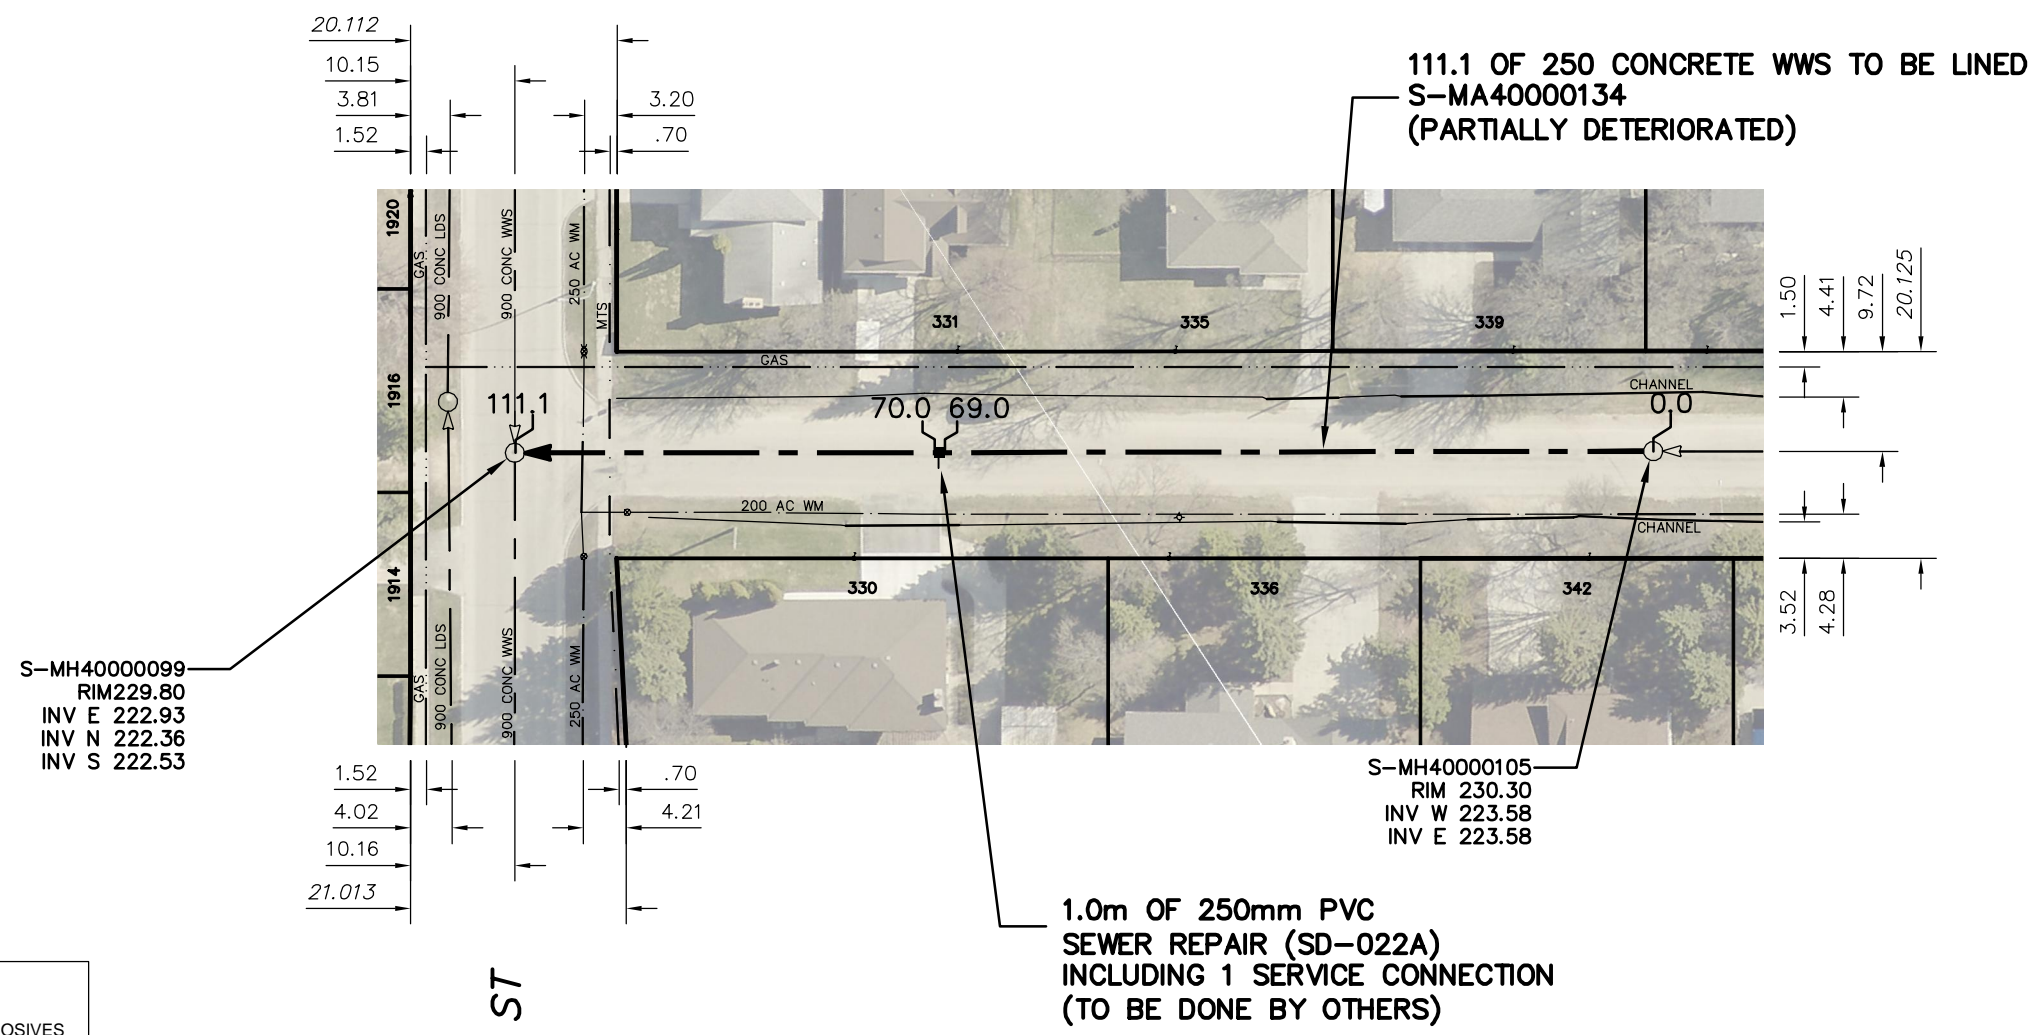 20.112
10.15
3.81
3.20
1.52
.70
111.1 OF 250 CONCRETE WWS TO BE LINED
S-MA40000134
(PARTIALLY DETERIORATED)
1920
GAS
900 CONC LDS
900 CONC WWS
250 AC WM
MTS
331
335
339
GAS
CHANNEL
1.50
4.41
9.72
20.125
1916
111.1
70.0 69.0
0.0
200 AC WM
CHANNEL
1914
330
336
342
3.52
4.28
GAS
900 CONC LDS
900 CONC WWS
250 AC WM
S-MH40000099
RIM229.80
INV E 222.93
INV N 222.36
INV S 222.53
1.52
.70
4.02
4.21
10.16
21.013
S-MH40000105
RIM 230.30
INV W 223.58
INV E 223.58
1.0m OF 250mm PVC
SEWER REPAIR (SD-022A)
INCLUDING 1 SERVICE CONNECTION
(TO BE DONE BY OTHERS)
ST
OSIVES